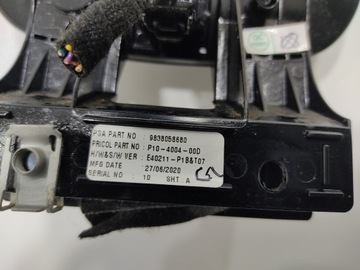 PSA PART NO : 9838058680
PRICOL PART NO : P10-4004-00D
H/W&S/W VER : E40211-P18&T07
MFG DATE : 27/06/2020
SERIAL NO : 10 SHT A